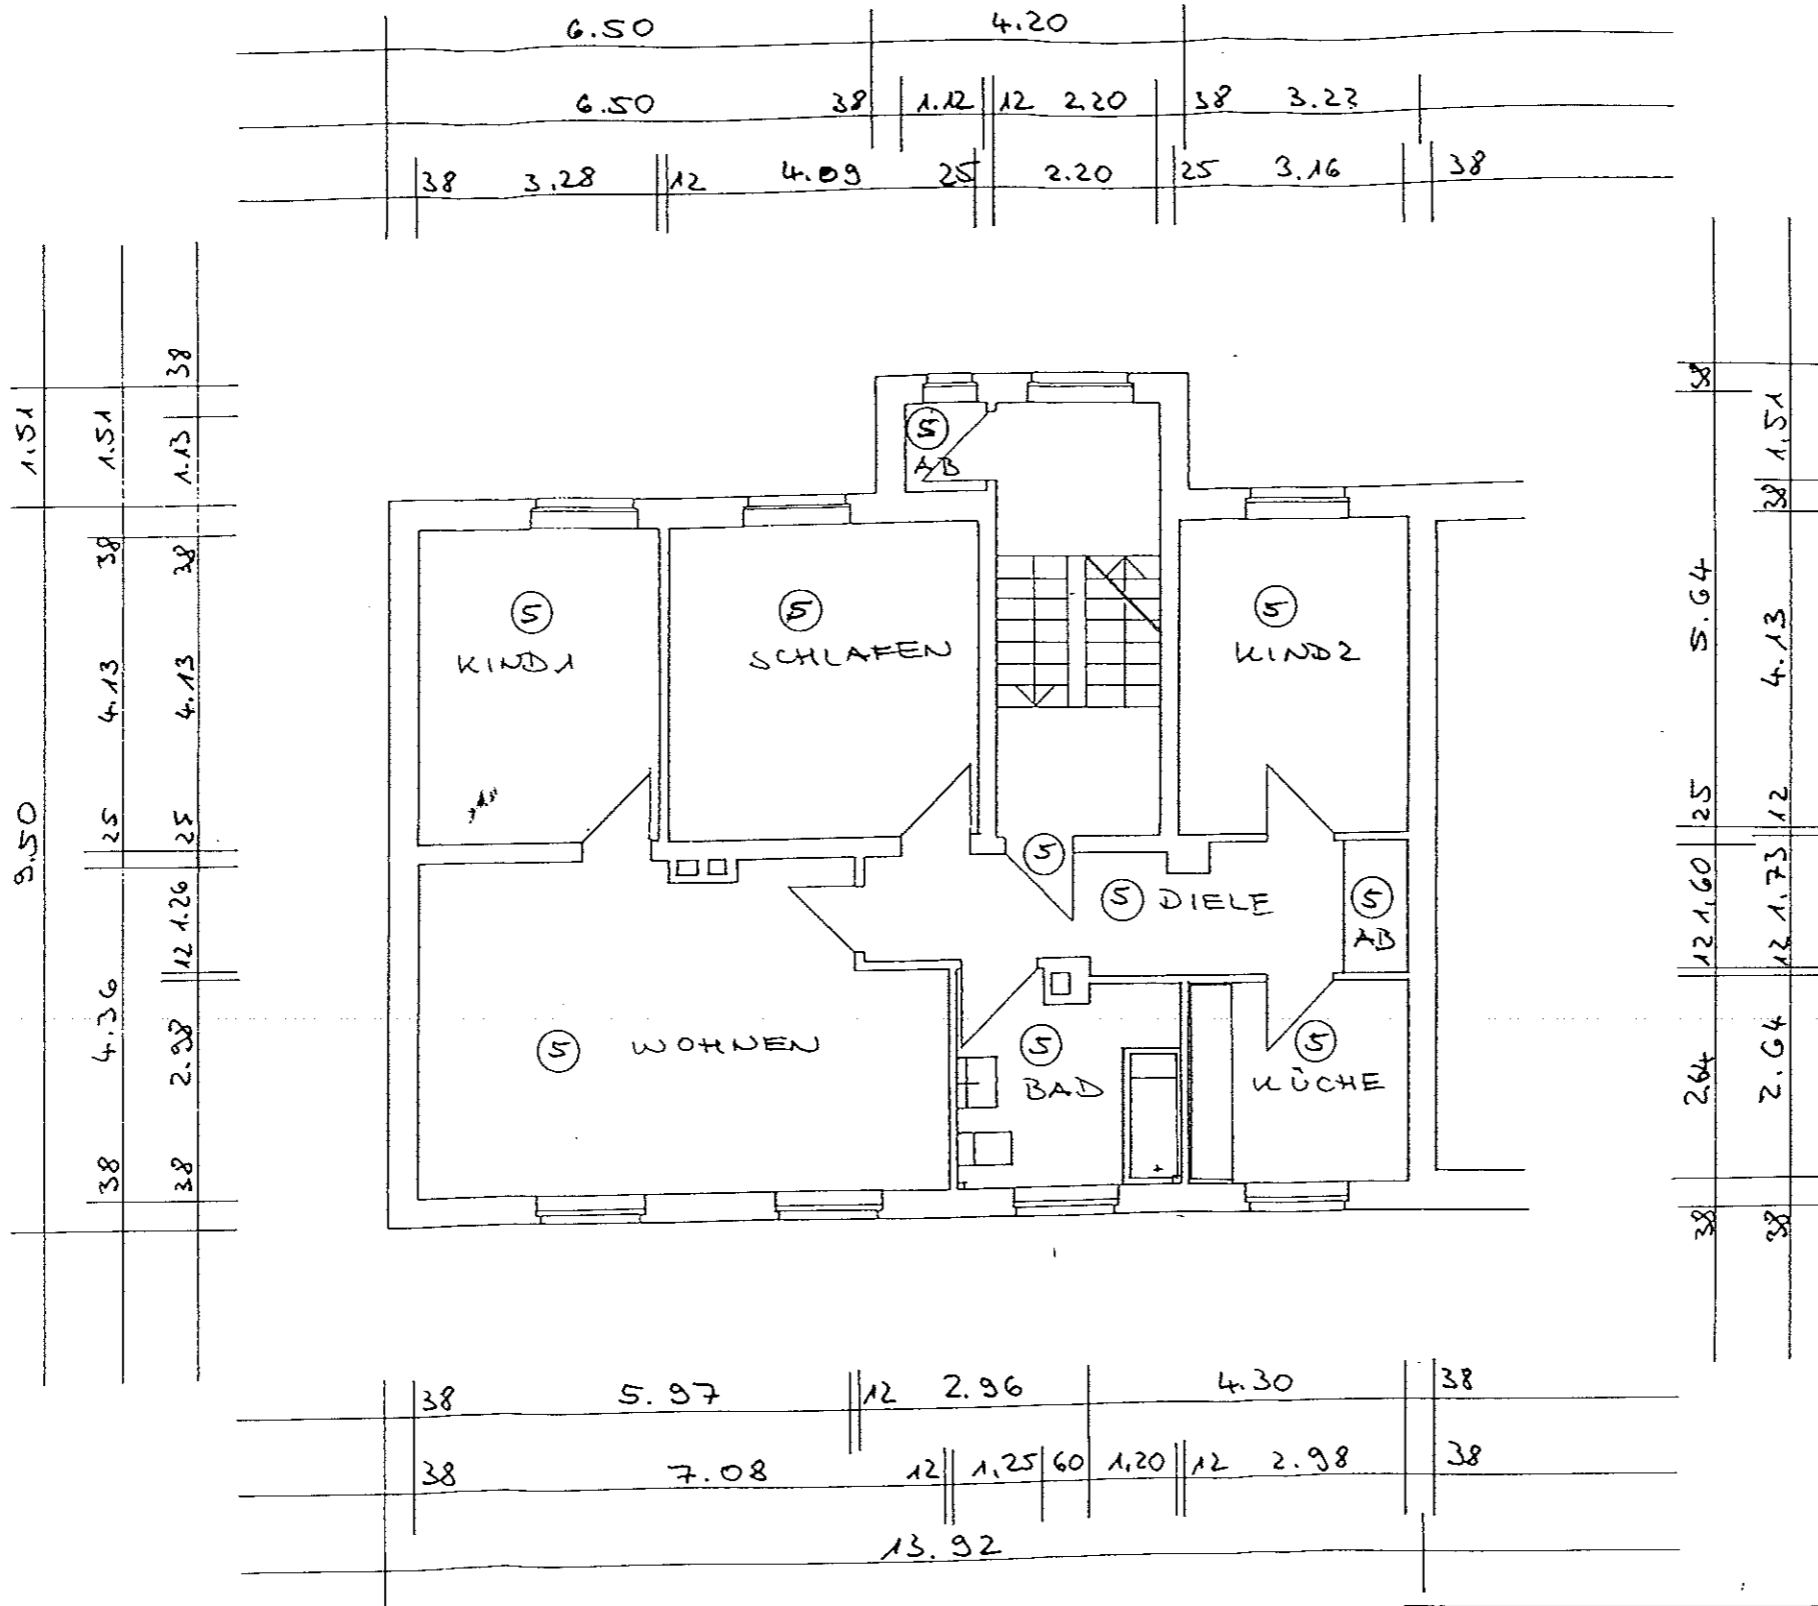 6.50 4.20
6.50 38 1.12 12 2.20 38 3.22
38 3.28 12 4.09 25 2.20 25 3.16 38
9.50 1.51
38 4.36 25 4.13 38 1.51
38 2.98 12 1.26 25 4.13 38 1.13 38
5
AB
5
KIND1
5
SCHLAFEN
5
KIND2
5
5 DIELE
5
AB
5 WOHNEN
5
BAD
5
KÜCHE
38 264 12 1,60 25 5.64 38
38 2.64 12 1.73 12 4.13 38 1,51
38 5.97 12 2.96 4.30 38
38 7.08 12 1,25 60 1,20 12 2.98 38
13.92